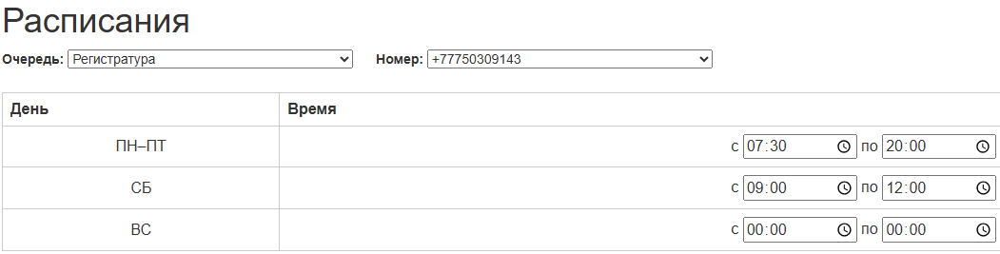 Расписания
Очередь: Регистратура Номер: +77750309143
День Время
ПН–ПТ с 07:30 по 20:00
СБ с 09:00 по 12:00
ВС с 00:00 по 00:00